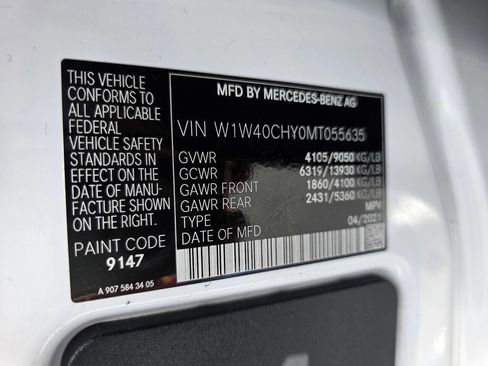 THIS VEHICLE
CONFORMS TO
ALL APPLICABLE
FEDERAL
VEHICLE SAFETY
STANDARDS IN
EFFECT ON THE
DATE OF MANU-
FACTURE SHOWN
ON THE RIGHT.
PAINT CODE
9147
A 907 584 34 05
MFD BY MERCEDES-BENZ AG
VIN W1W40CHY0MT055635
GVWR 4105/9050 KG/LB
GCWR 6319/13930 KG/LB
GAWR FRONT 1860/4100 KG/LB
GAWR REAR 2431/5360 KG/LB
TYPE MPV
DATE OF MFD 04/2021